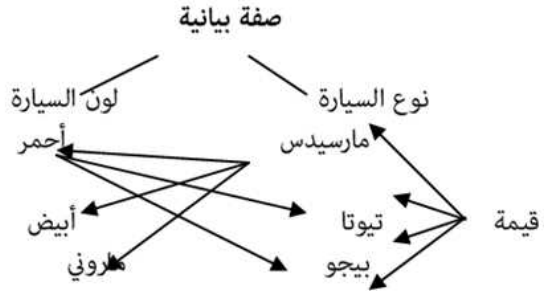 صفة بيانية
نوع السيارة لون السيارة
مارسيدس أحمر
قيمة تيوتا أبيض
بيجو ماروني